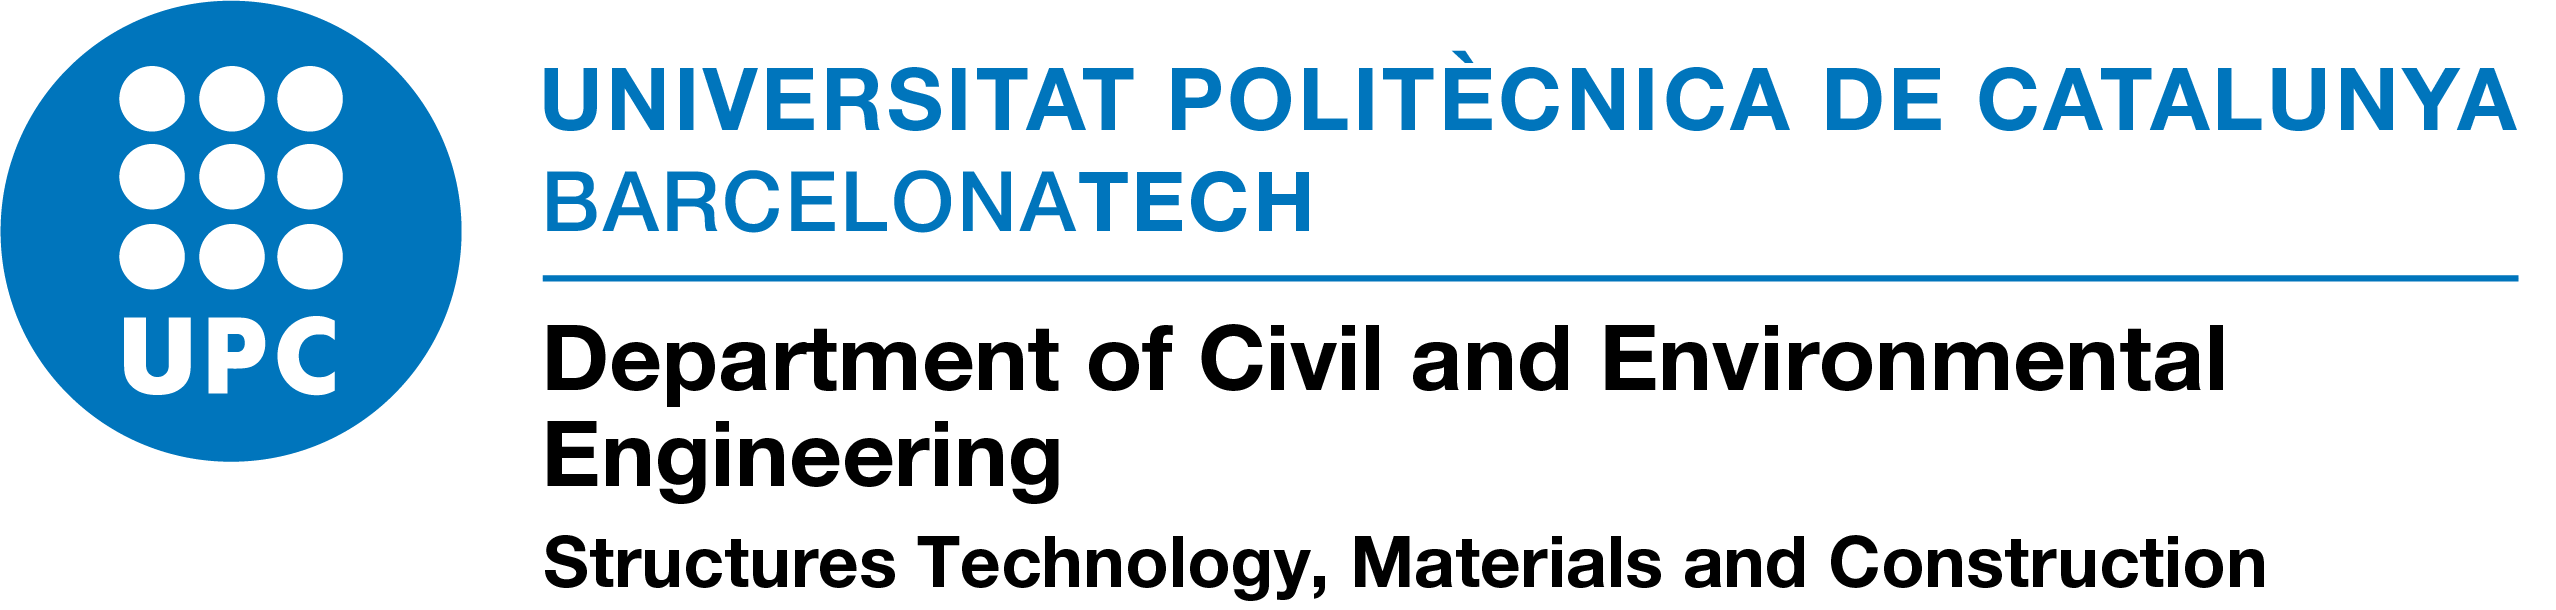 UPC
UNIVERSITAT POLITÈCNICA DE CATALUNYA
BARCELONATECH
Department of Civil and Environmental
Engineering
Structures Technology, Materials and Construction